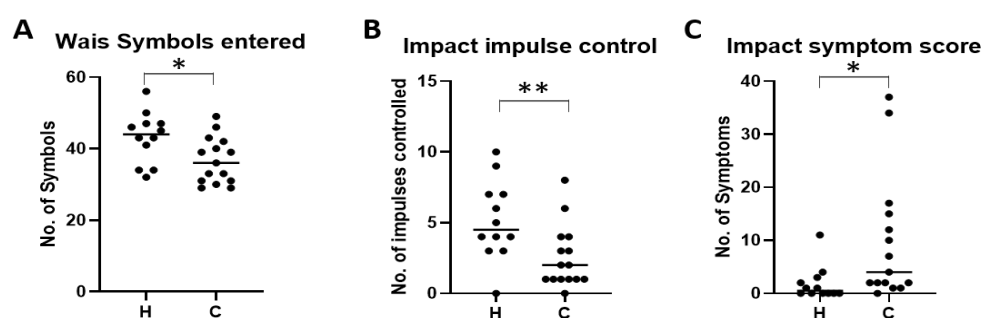 A
Wais Symbols entered
*
No. of Symbols
60
40
20
0
H
C
B
Impact impulse control
**
No. of impulses controlled
15
10
5
0
H
C
C
Impact symptom score
*
No. of Symptoms
40
30
20
10
0
H
C